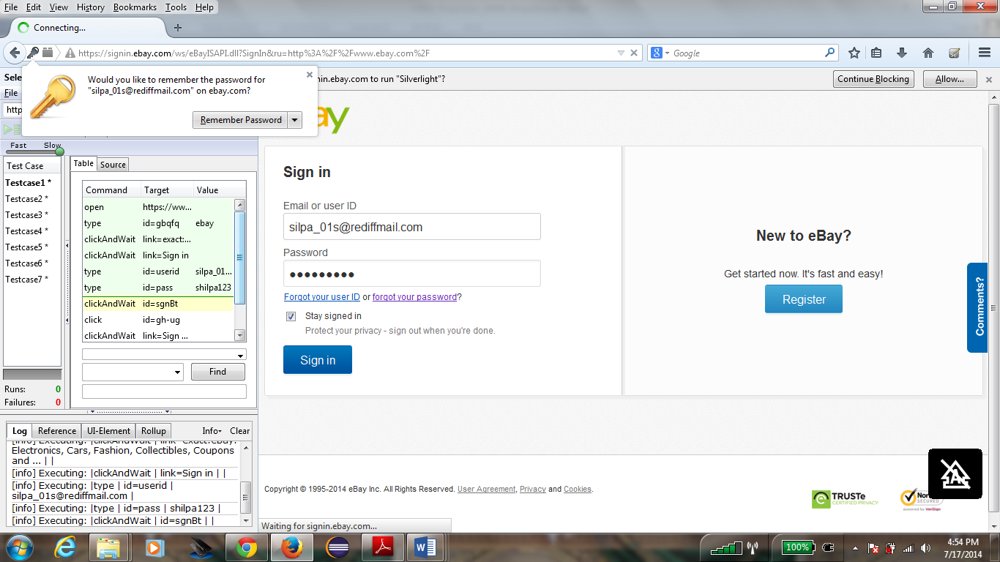 File Edit View History Bookmarks Tools Help
Connecting...
https://signin.ebay.com/ws/eBayISAPI.dll?SignIn&ru=http%3A%2F%2Fwww.ebay.com%2F
Google
Would you like to remember the password for
"silpa_01s@rediffmail.com" on ebay.com?
Remember Password
Sele
nin.ebay.com to run "Silverlight"?
Continue Blocking
Allow...
File
http
ay
Fast Slow
Test Case
Testcase1 *
Testcase2 *
Testcase3 *
Testcase4 *
Testcase5 *
Testcase6 *
Testcase7 *
Runs: 0
Failures: 0
Table Source
Command Target Value
open https://ww...
type id=gbqfq ebay
clickAndWait link=exact:...
clickAndWait link=Sign in
type id=userid silpa_01...
type id=pass shilpa123
clickAndWait id=sgnBt
click id=gh-ug
clickAndWait link=Sign ...
Find
Log Reference UI-Element Rollup Info Clear
[info] Executing: |clickAndWait | link=exact:eBay:
Electronics, Cars, Fashion, Collectibles, Coupons
and ... | |
[info] Executing: |clickAndWait | link=Sign in | |
[info] Executing: |type | id=userid |
silpa_01s@rediffmail.com |
[info] Executing: |type | id=pass | shilpa123 |
[info] Executing: |clickAndWait | id=sgnBt | |
Sign in
Email or user ID
silpa_01s@rediffmail.com
Password
Forgot your user ID or forgot your password?
Stay signed in
Protect your privacy - sign out when you're done.
Sign in
New to eBay?
Get started now. It's fast and easy!
Register
Comments?
Copyright © 1995-2014 eBay Inc. All Rights Reserved. User Agreement, Privacy and Cookies.
TRUSTe
CERTIFIED PRIVACY
Nor
SECURED
powered by VeriSign
Waiting for signin.ebay.com...
100%
4:54 PM
7/17/2014